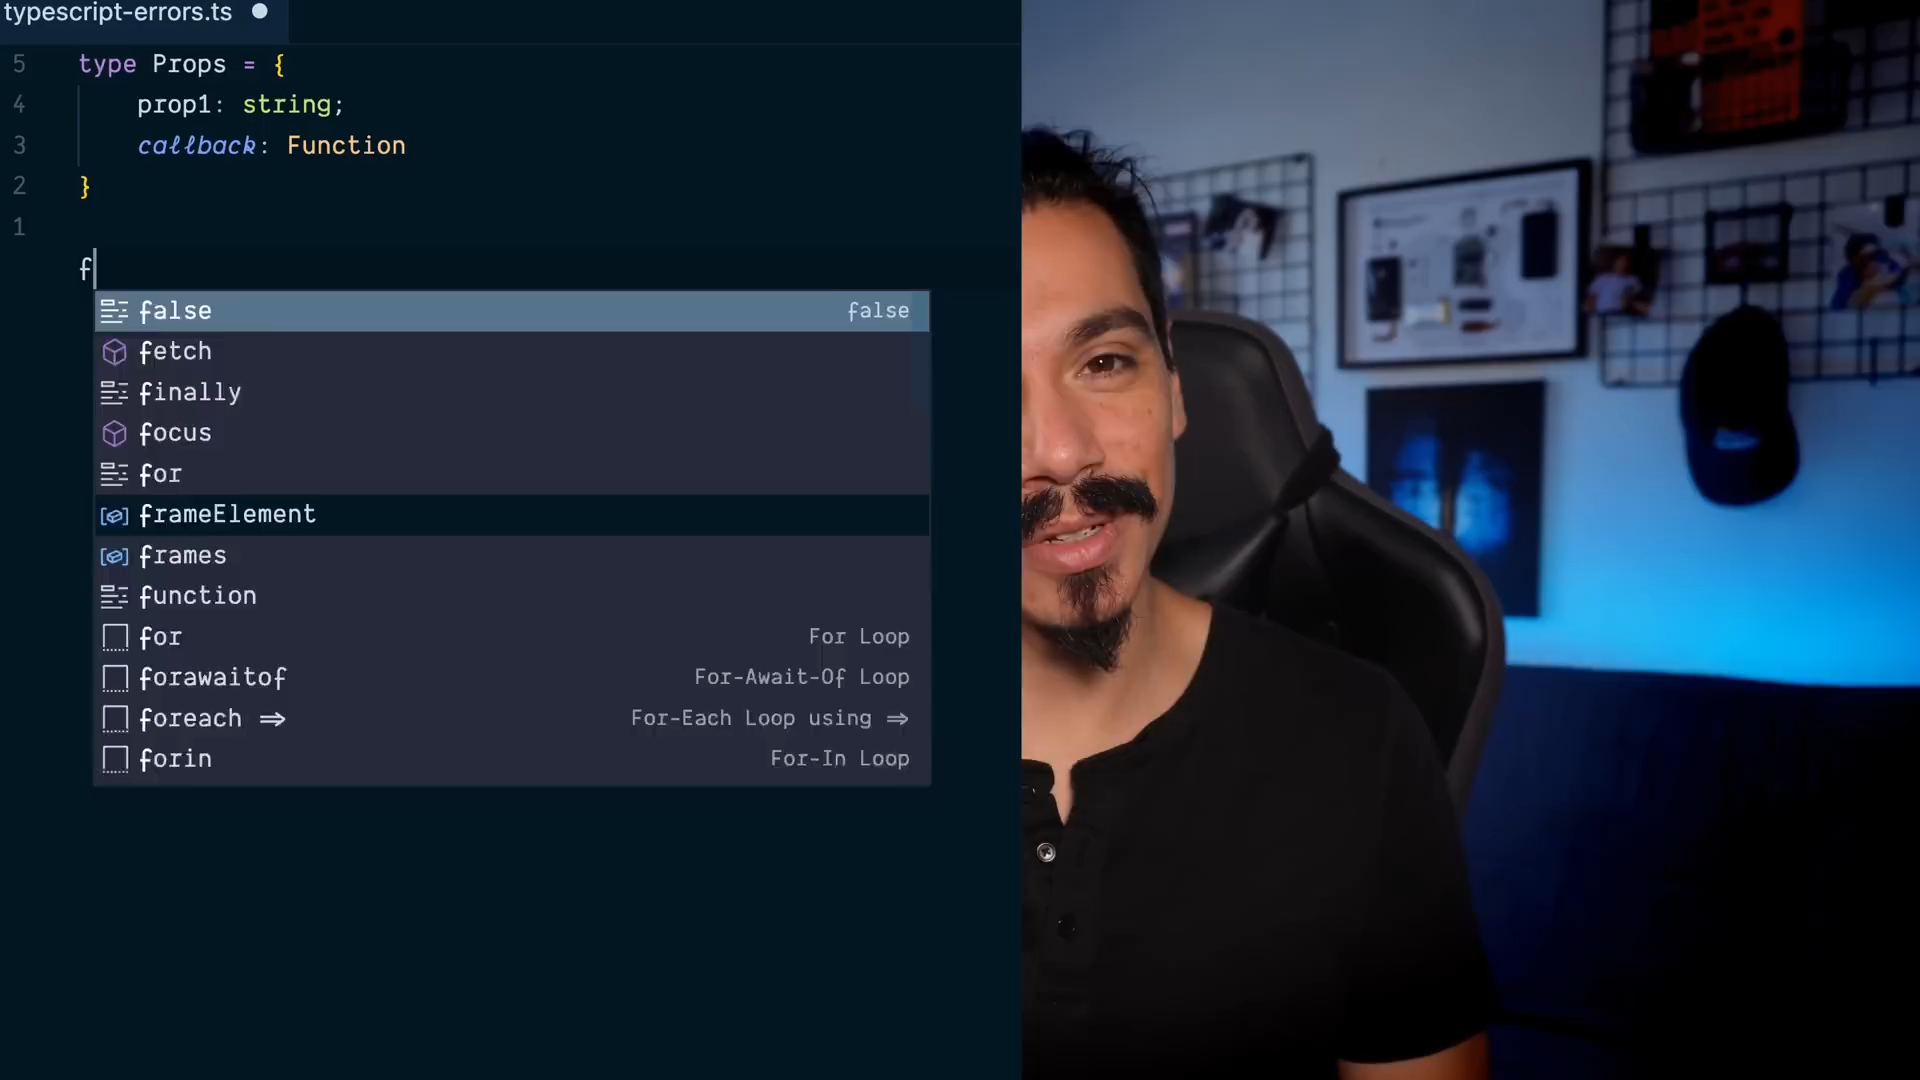 typescript-errors.ts
5 type Props = {
4 prop1: string;
3 callback: Function
2 }
1
f
false false
fetch
finally
focus
for
frameElement
frames
function
for For Loop
forawaitof For-Await-Of Loop
foreach ⇒ For-Each Loop using ⇒
forin For-In Loop